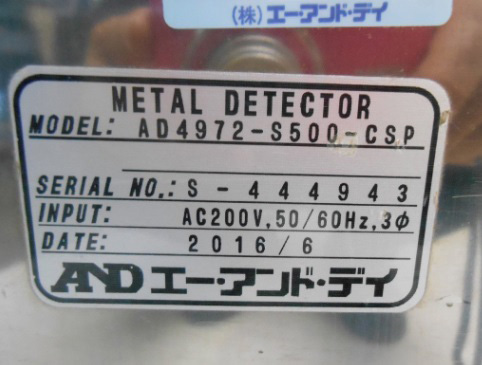 (株)エーアンド・デイ
METAL DETECTOR
MODEL: AD4972-S500-CSP
SERIAL NO.: S-444943
INPUT: AC200V,50/60Hz,3φ
DATE: 2016/6
AND エー・アンド・デイ